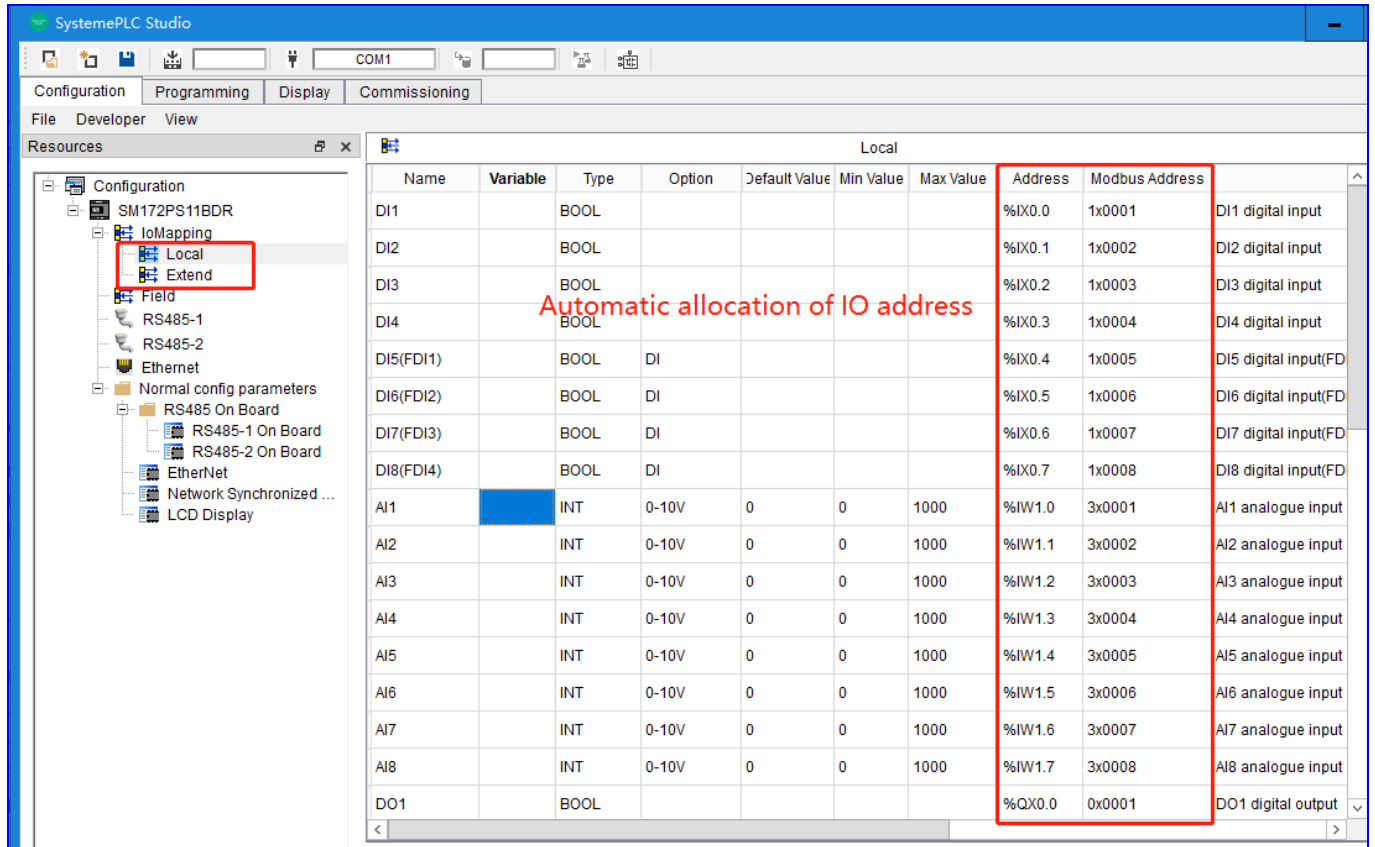 SystemePLC Studio
COM1
Configuration Programming Display Commissioning
File Developer View
Resources
Configuration
SM172PS11BDR
IoMapping
Local
Extend
Field
RS485-1
RS485-2
Ethernet
Normal config parameters
RS485 On Board
RS485-1 On Board
RS485-2 On Board
EtherNet
Network Synchronized ...
LCD Display
Local
Name Variable Type Option Default Value Min Value Max Value Address Modbus Address
DI1 BOOL %IX0.0 1x0001 DI1 digital input
DI2 BOOL %IX0.1 1x0002 DI2 digital input
DI3 BOOL %IX0.2 1x0003 DI3 digital input
Automatic allocation of IO address
DI4 BOOL %IX0.3 1x0004 DI4 digital input
DI5(FDI1) BOOL DI %IX0.4 1x0005 DI5 digital input(FD
DI6(FDI2) BOOL DI %IX0.5 1x0006 DI6 digital input(FD
DI7(FDI3) BOOL DI %IX0.6 1x0007 DI7 digital input(FD
DI8(FDI4) BOOL DI %IX0.7 1x0008 DI8 digital input(FD
AI1 INT 0-10V 0 0 1000 %IW1.0 3x0001 AI1 analogue input
AI2 INT 0-10V 0 0 1000 %IW1.1 3x0002 AI2 analogue input
AI3 INT 0-10V 0 0 1000 %IW1.2 3x0003 AI3 analogue input
AI4 INT 0-10V 0 0 1000 %IW1.3 3x0004 AI4 analogue input
AI5 INT 0-10V 0 0 1000 %IW1.4 3x0005 AI5 analogue input
AI6 INT 0-10V 0 0 1000 %IW1.5 3x0006 AI6 analogue input
AI7 INT 0-10V 0 0 1000 %IW1.6 3x0007 AI7 analogue input
AI8 INT 0-10V 0 0 1000 %IW1.7 3x0008 AI8 analogue input
DO1 BOOL %QX0.0 0x0001 DO1 digital output